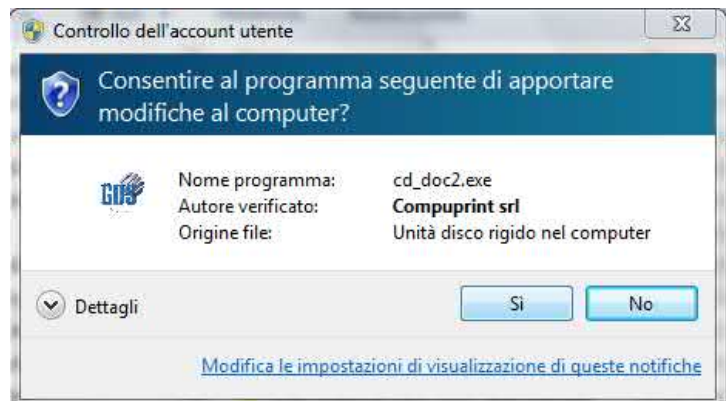 Controllo dell'account utente
Consentire al programma seguente di apportare
modifiche al computer?
Nome programma: cd_doc2.exe
Autore verificato: Compuprint srl
Origine file: Unità disco rigido nel computer
Dettagli
Sì No
Modifica le impostazioni di visualizzazione di queste notifiche